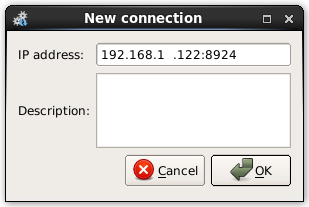 New connection
IP address: 192.168.1  .122:8924
Description:
Cancel OK